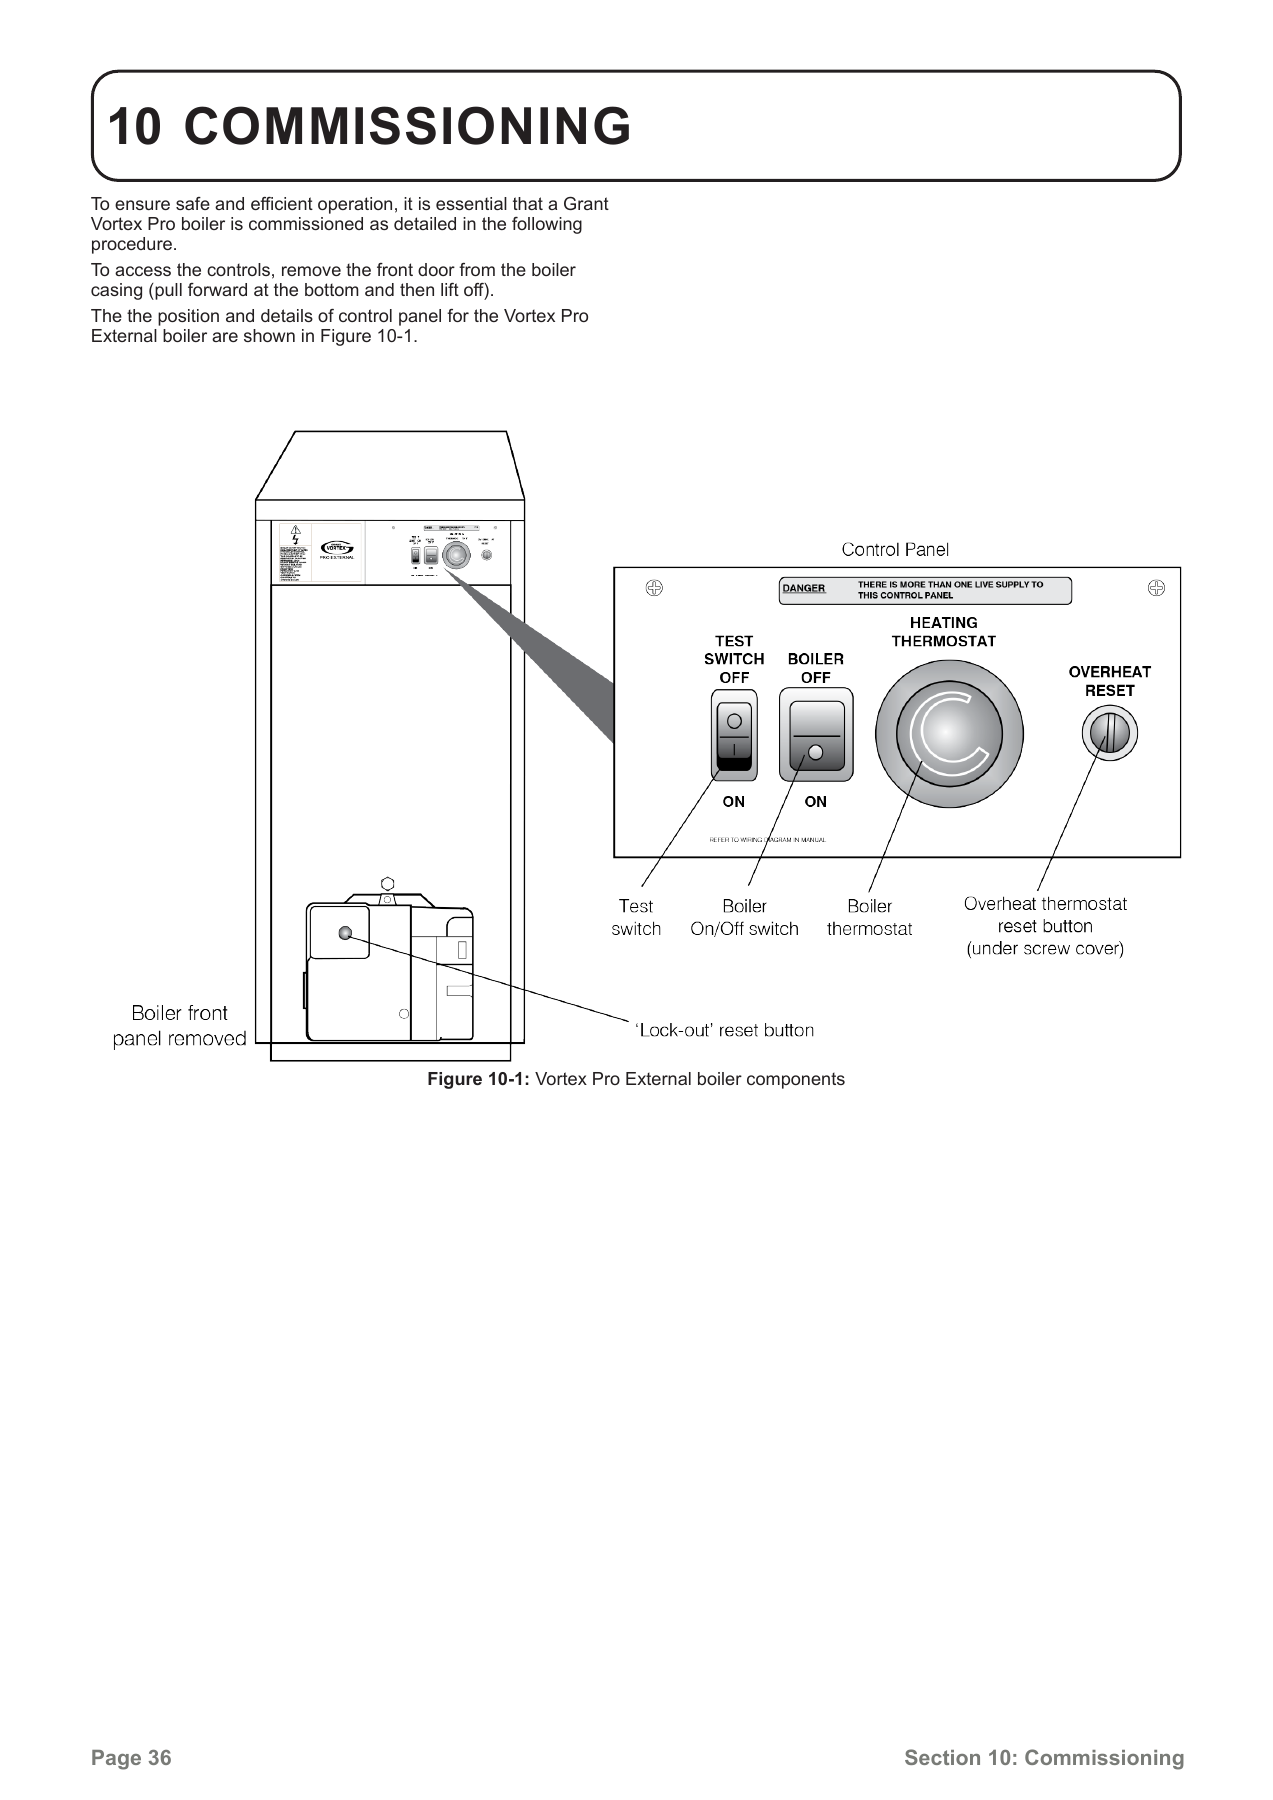 10 COMMISSIONING
To ensure safe and efficient operation, it is essential that a Grant
Vortex Pro boiler is commissioned as detailed in the following
procedure.
To access the controls, remove the front door from the boiler
casing (pull forward at the bottom and then lift off).
The the position and details of control panel for the Vortex Pro
External boiler are shown in Figure 10-1.
VORTEX
PRO EXTERNAL
Control Panel
DANGER
THERE IS MORE THAN ONE LIVE SUPPLY TO
THIS CONTROL PANEL
HEATING
THERMOSTAT
TEST
SWITCH
OFF
BOILER
OFF
OVERHEAT
RESET
ON
ON
REFER TO WIRING DIAGRAM IN MANUAL
Test
switch
Boiler
On/Off switch
Boiler
thermostat
Overheat thermostat
reset button
(under screw cover)
Boiler front
panel removed
‘Lock-out’ reset button
Figure 10-1: Vortex Pro External boiler components
Page 36
Section 10: Commissioning